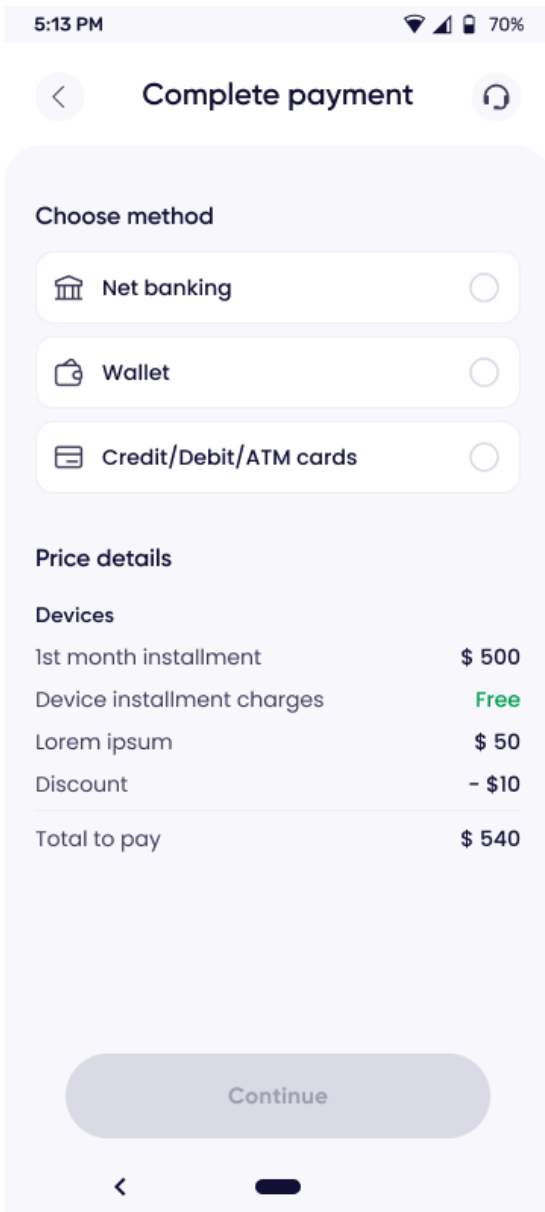 5:13 PM 70%
Complete payment
Choose method
Net banking
Wallet
Credit/Debit/ATM cards
Price details
Devices
1st month installment $ 500
Device installment charges Free
Lorem ipsum $ 50
Discount - $10
Total to pay $ 540
Continue